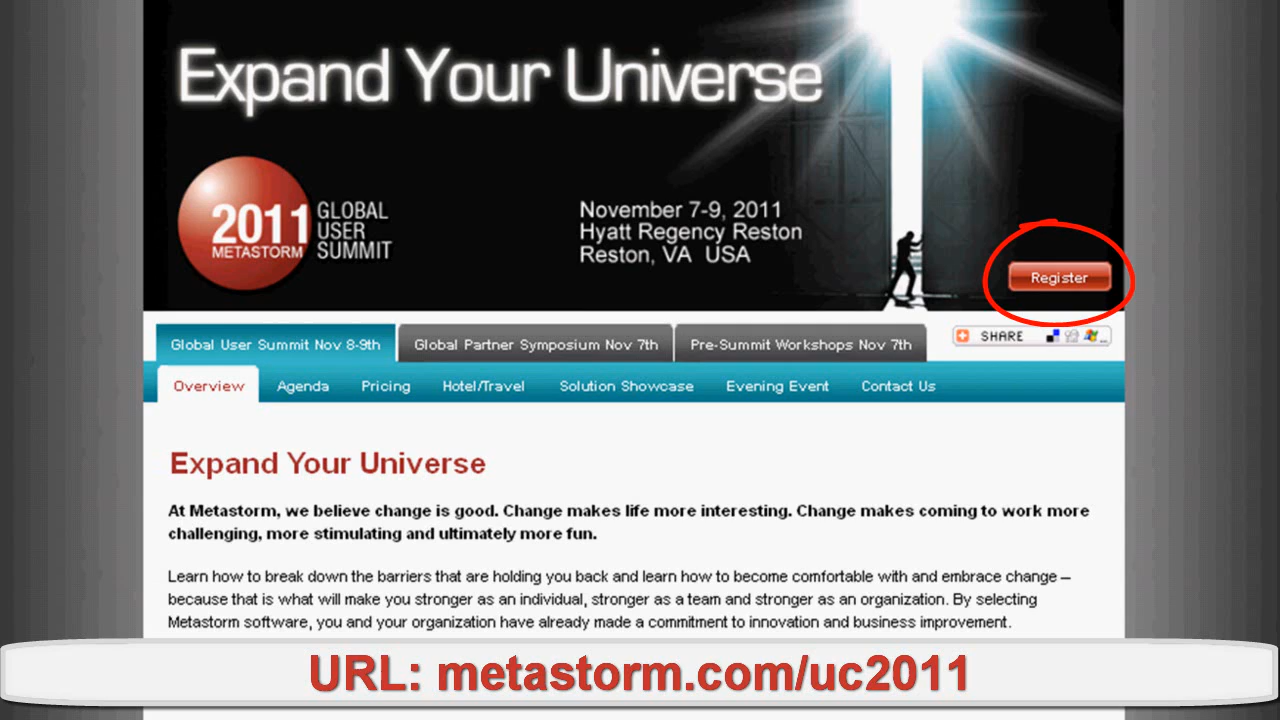 Expand Your Universe
2011
METASTORM
GLOBAL
USER
SUMMIT
November 7-9, 2011
Hyatt Regency Reston
Reston, VA USA
Register
Global User Summit Nov 8-9th
Global Partner Symposium Nov 7th
Pre-Summit Workshops Nov 7th
SHARE
Overview
Agenda
Pricing
Hotel/Travel
Solution Showcase
Evening Event
Contact Us
Expand Your Universe
At Metastorm, we believe change is good. Change makes life more interesting. Change makes coming to work more
challenging, more stimulating and ultimately more fun.
Learn how to break down the barriers that are holding you back and learn how to become comfortable with and embrace change –
because that is what will make you stronger as an individual, stronger as a team and stronger as an organization. By selecting
Metastorm software, you and your organization have already made a commitment to innovation and business improvement.
URL: metastorm.com/uc2011